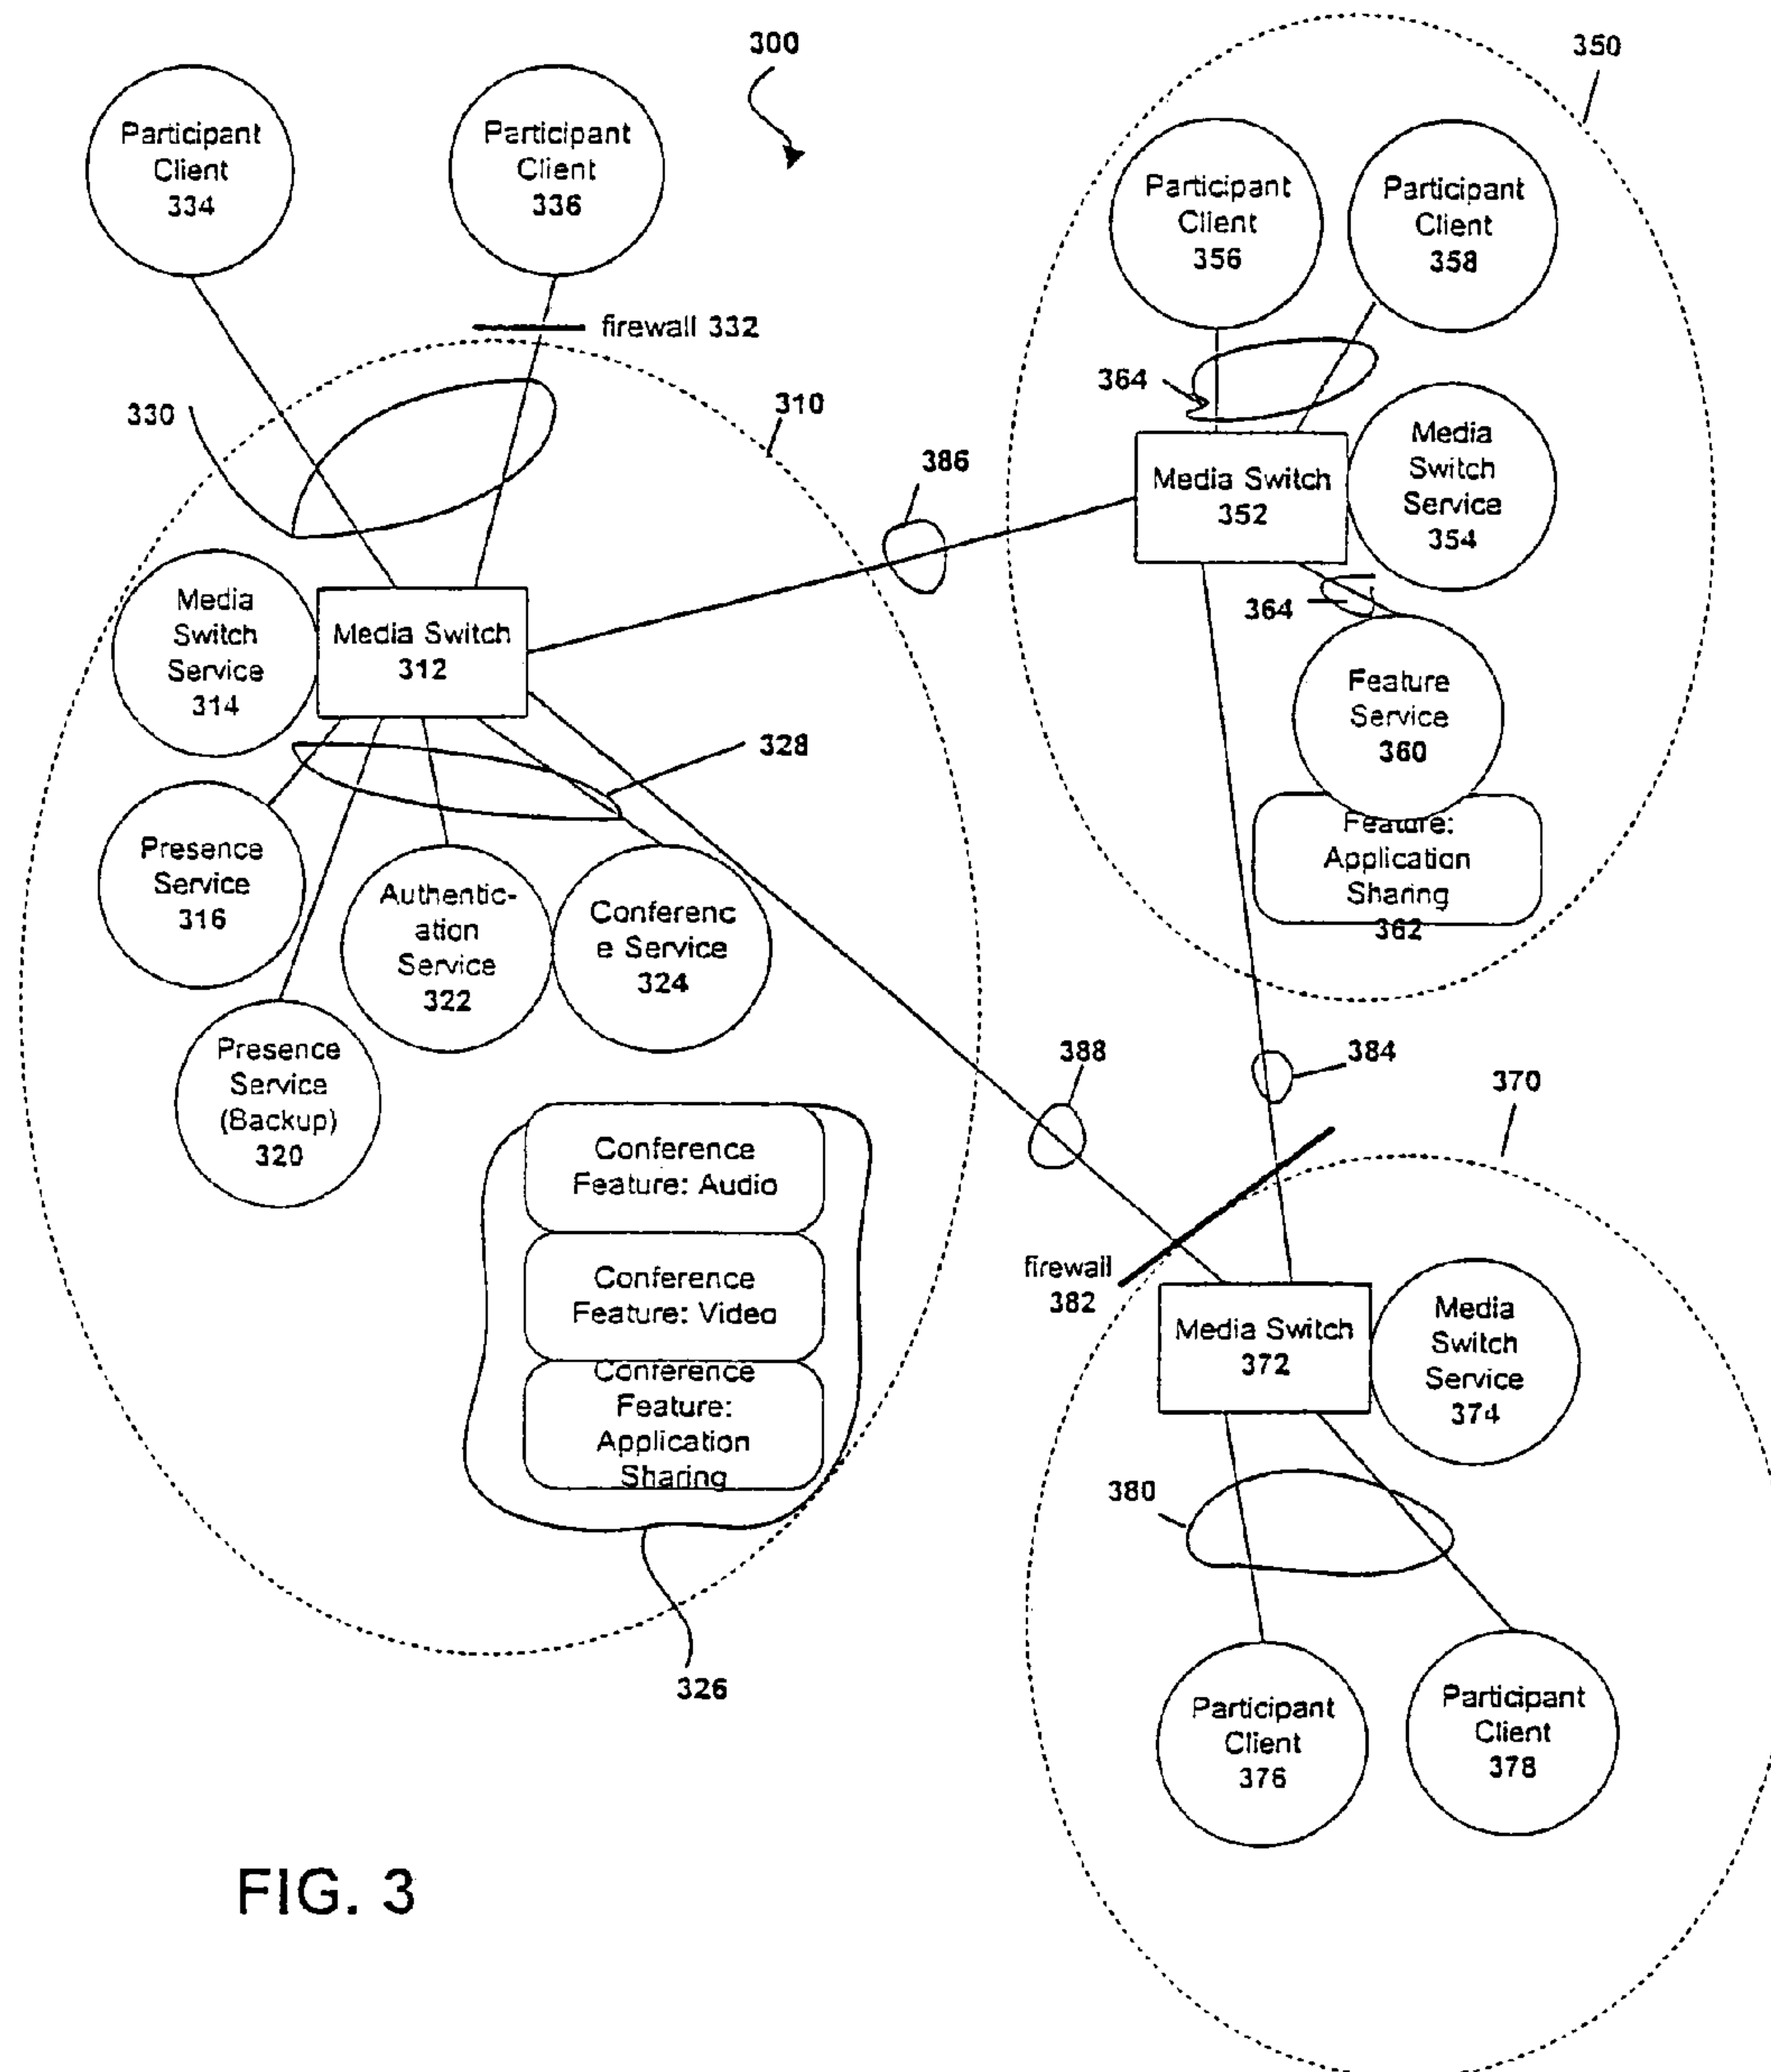 300
350
Participant
Client
334
Participant
Client
336
Participant
Client
356
Participant
Client
358
firewall 332
330
310
364
386
Media Switch
352
Media
Switch
Service
354
364
Media
Switch
Service
314
Media Switch
312
328
Feature
Service
360
Feature:
Application
Sharing
362
Presence
Service
316
Authentic-
ation
Service
322
Conferenc
e Service
324
Presence
Service
(Backup)
320
388
384
370
Conference
Feature: Audio
Conference
Feature: Video
Conference
Feature:
Application
Sharing
326
firewall
382
Media Switch
372
Media
Switch
Service
374
380
Participant
Client
376
Participant
Client
378
FIG. 3